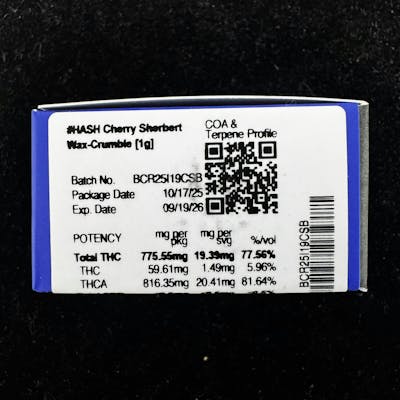 #HASH Cherry Sherbert
Wax-Crumble [1g]
COA &
Terpene Profile
Batch No. BCR25I19CSB
Package Date 10/17/25
Exp. Date 09/19/26
POTENCY mg per pkg mg per svg %/vol
Total THC 775.55mg 19.39mg 77.56%
THC 59.61mg 1.49mg 5.96%
THCA 816.35mg 20.41mg 81.64%
BCR25I19CSB